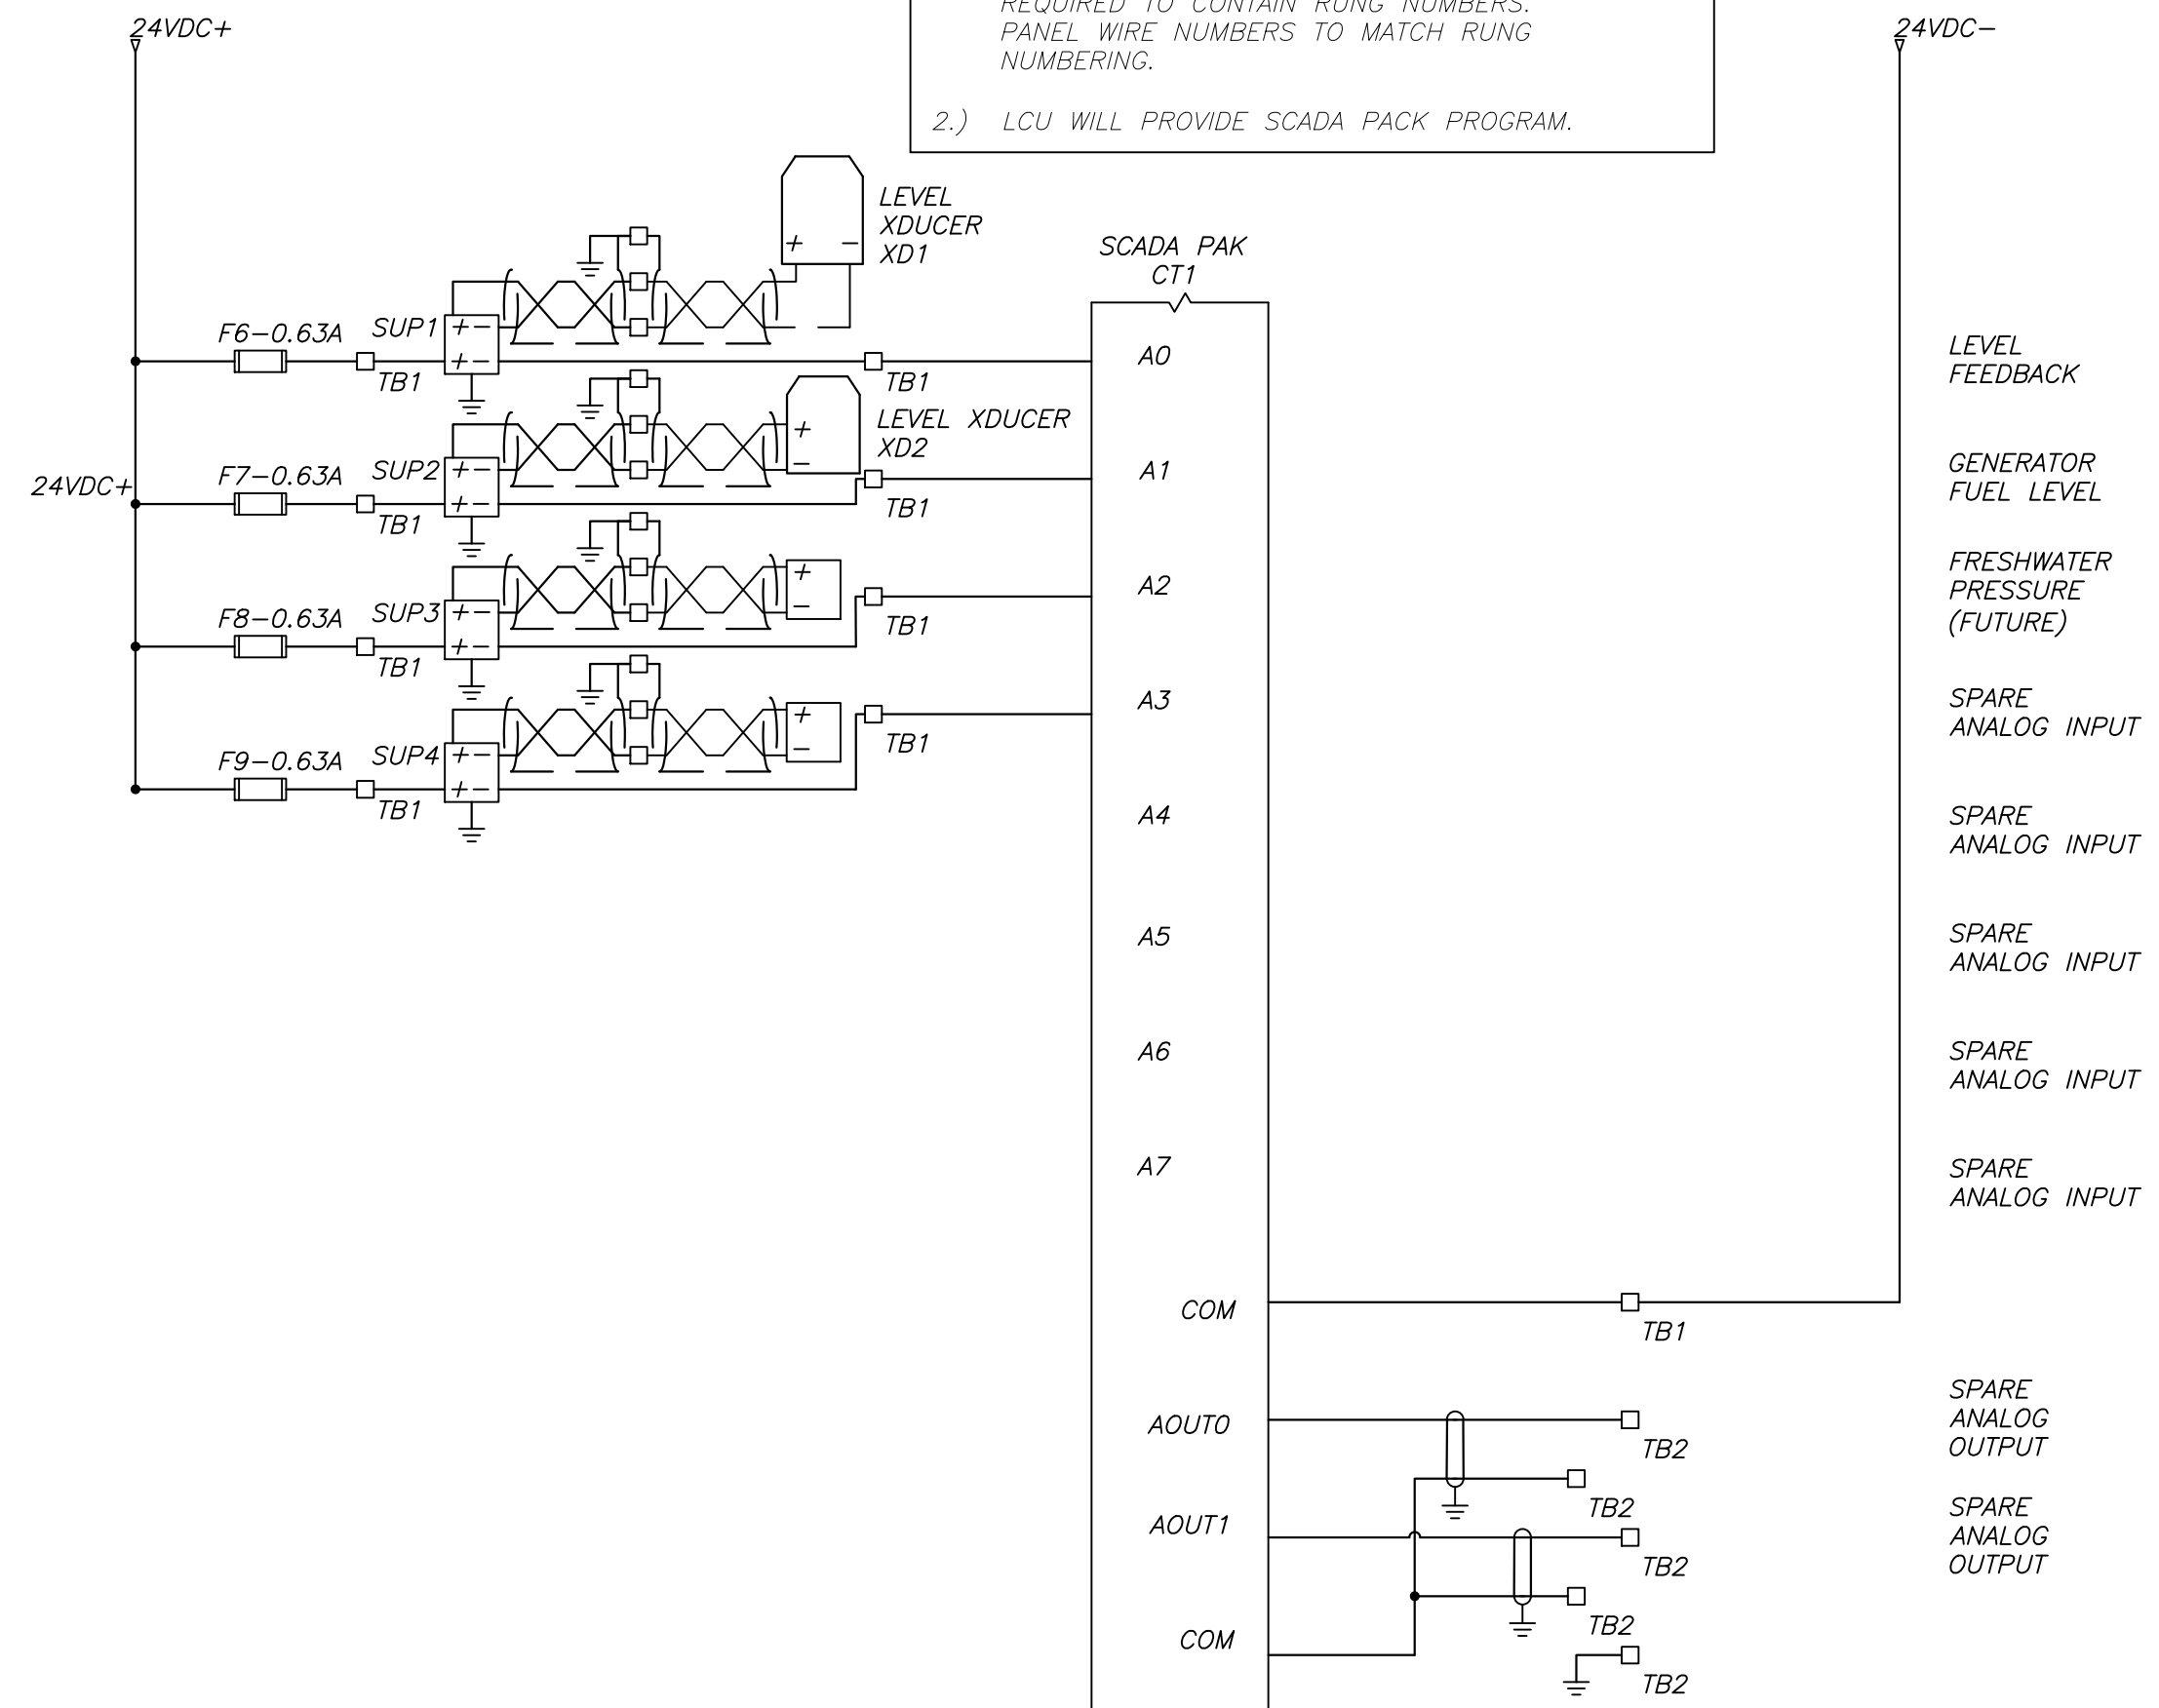 REQUIRED TO CONTAIN RUNG NUMBERS.
PANEL WIRE NUMBERS TO MATCH RUNG
NUMBERING.
2.) LCU WILL PROVIDE SCADA PACK PROGRAM.
24VDC+
24VDC-
LEVEL
XDUCER
XD1
+ -
SCADA PAK
CT1
F6-0.63A
SUP1
+ -
+ -
TB1
TB1
A0
LEVEL
FEEDBACK
LEVEL XDUCER
XD2
+
-
24VDC+
F7-0.63A
SUP2
+ -
+ -
TB1
TB1
A1
GENERATOR
FUEL LEVEL
F8-0.63A
SUP3
+ -
+ -
+
-
TB1
TB1
A2
FRESHWATER
PRESSURE
(FUTURE)
F9-0.63A
SUP4
+ -
+ -
+
-
TB1
TB1
A3
SPARE
ANALOG INPUT
A4
SPARE
ANALOG INPUT
A5
SPARE
ANALOG INPUT
A6
SPARE
ANALOG INPUT
A7
SPARE
ANALOG INPUT
COM
TB1
AOUT0
TB2
TB2
SPARE
ANALOG
OUTPUT
AOUT1
TB2
TB2
SPARE
ANALOG
OUTPUT
COM
TB2